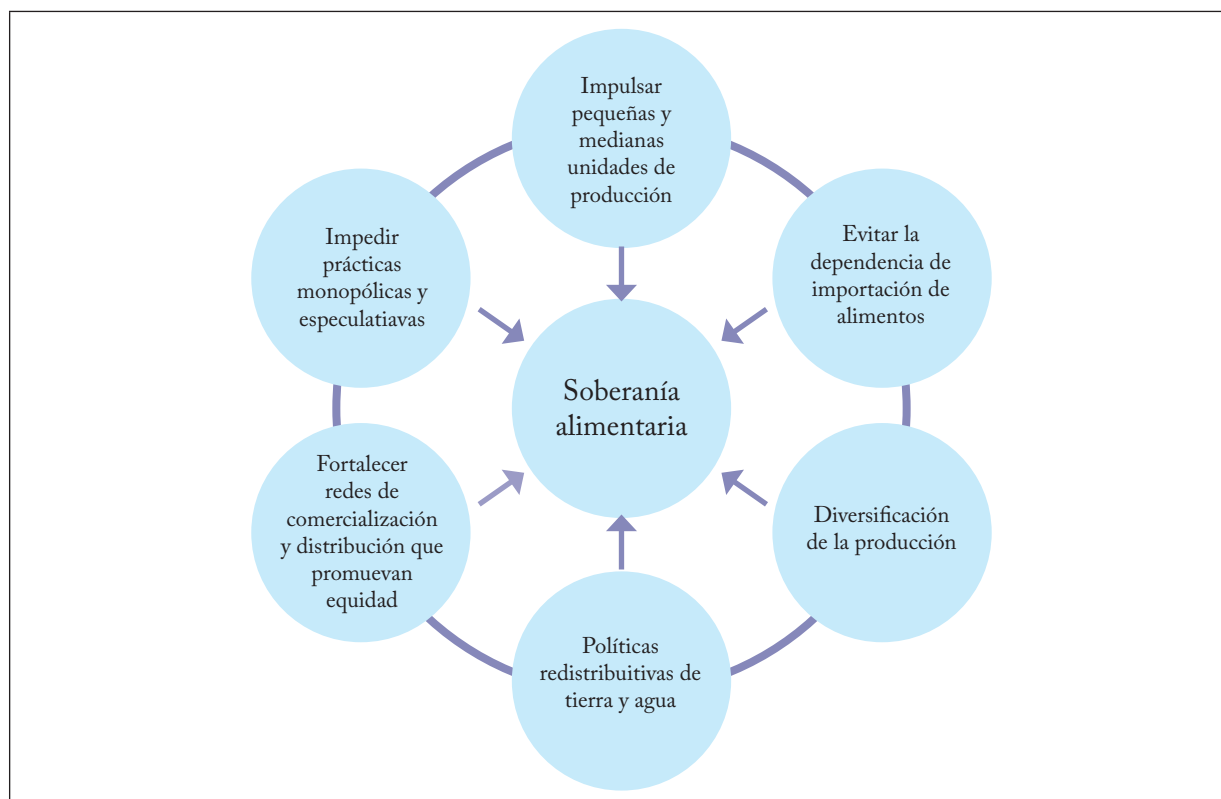 Impulsar
pequeñas y
medianas
unidades de
producción
Evitar la
dependencia de
importación de
alimentos
Diversificación
de la producción
Políticas
redistribuitivas de
tierra y agua
Fortalecer
redes de
comercialización
y distribución que
promuevan
equidad
Impedir
prácticas
monopólicas y
especulatiavas
Soberanía
alimentaria